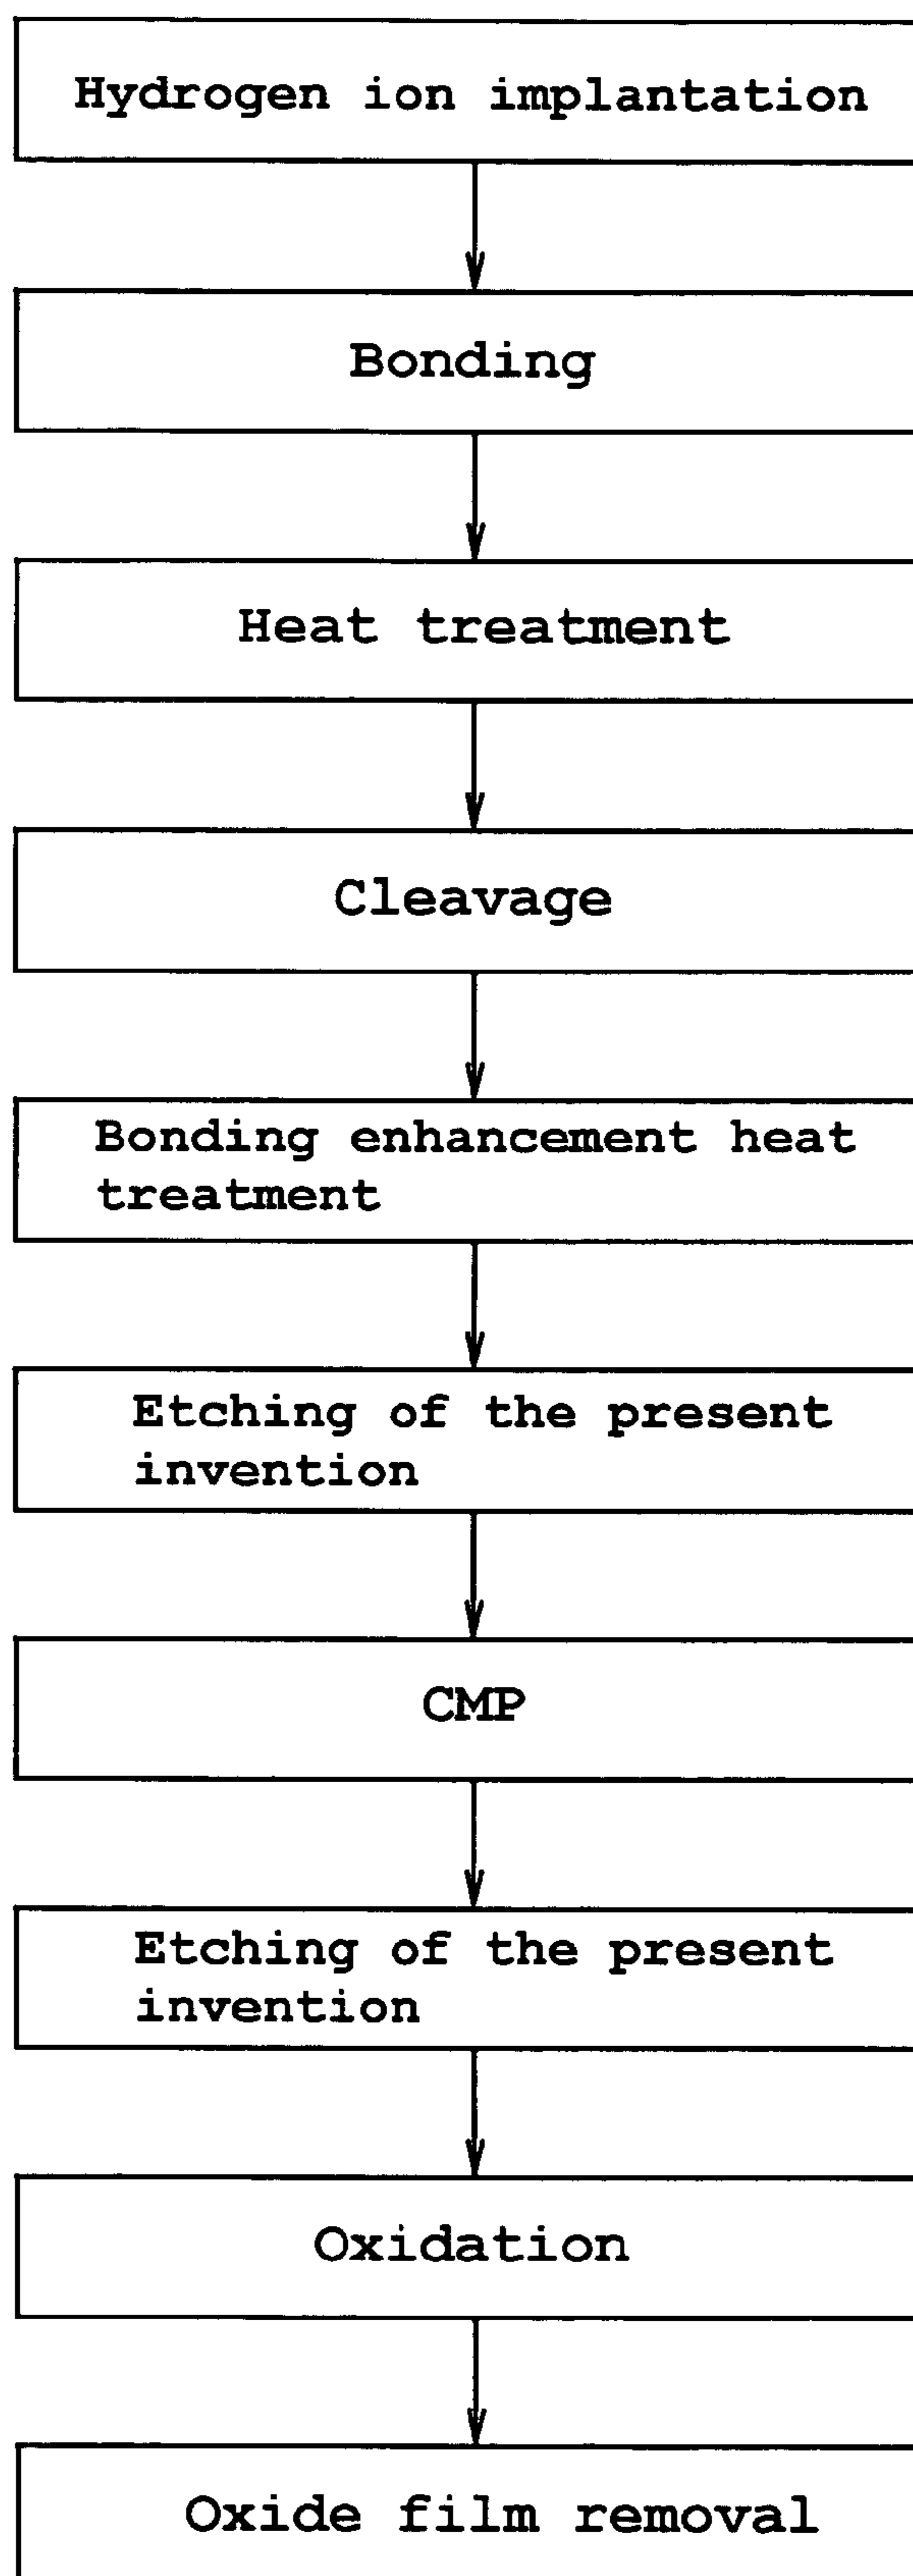 Hydrogen ion implantation
Bonding
Heat treatment
Cleavage
Bonding enhancement heat
treatment
Etching of the present
invention
CMP
Etching of the present
invention
Oxidation
Oxide film removal